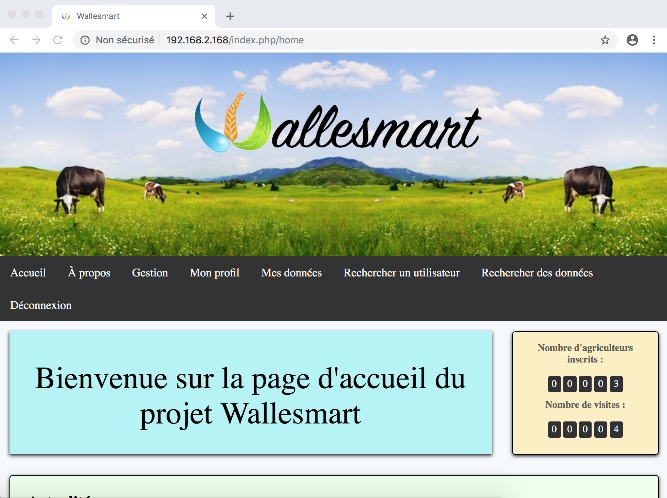 Wallesmart
Non sécurisé 192.168.2.168/index.php/home
Wallesmart
Accueil À propos Gestion Mon profil Mes données Rechercher un utilisateur Rechercher des données
Déconnexion
Bienvenue sur la page d'accueil du
projet Wallesmart
Nombre d'agriculteurs
inscrits :
0 0 0 0 3
Nombre de visites :
0 0 0 0 4